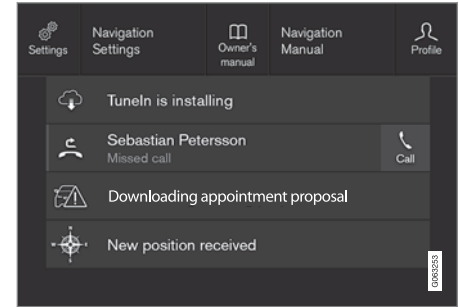 Settings
Navigation
Settings
Owner's
manual
Navigation
Manual
Profile
TuneIn is installing
Sebastian Petersson
Missed call
Call
Downloading appointment proposal
New position received
G063253